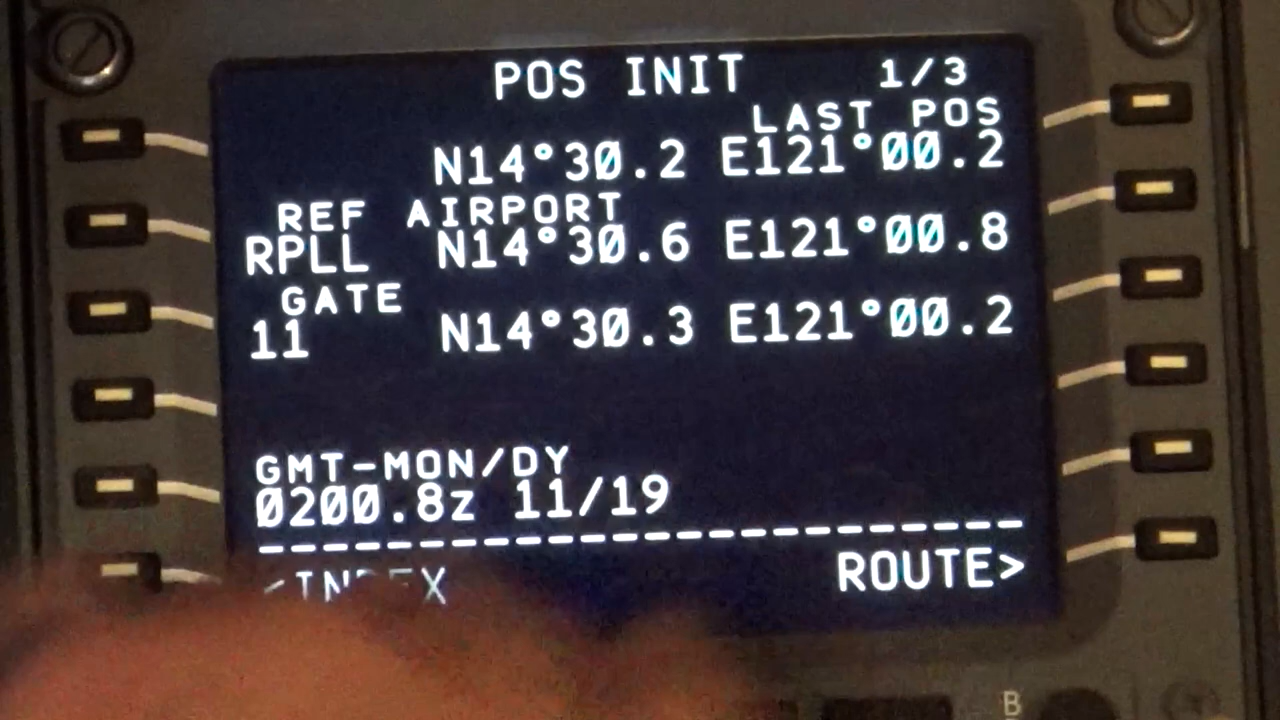 POS INIT 1/3
LAST POS
N14°30.2 E121°00.2
REF AIRPORT
RPLL N14°30.6 E121°00.8
GATE
11 N14°30.3 E121°00.2
GMT-MON/DY
0200.8z 11/19
--------------------------
<INDEX ROUTE>
B